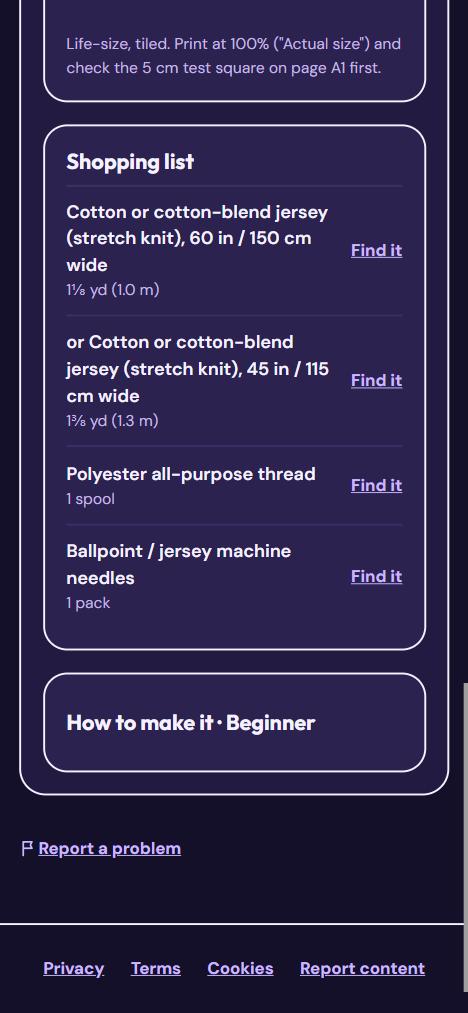 Life-size, tiled. Print at 100% ("Actual size") and
check the 5 cm test square on page A1 first.
Shopping list
Cotton or cotton-blend jersey
(stretch knit), 60 in / 150 cm
wide
1⅛ yd (1.0 m)
Find it
or Cotton or cotton-blend
jersey (stretch knit), 45 in / 115
cm wide
1⅜ yd (1.3 m)
Find it
Polyester all-purpose thread
1 spool
Find it
Ballpoint / jersey machine
needles
1 pack
Find it
How to make it · Beginner
Report a problem
Privacy Terms Cookies Report content